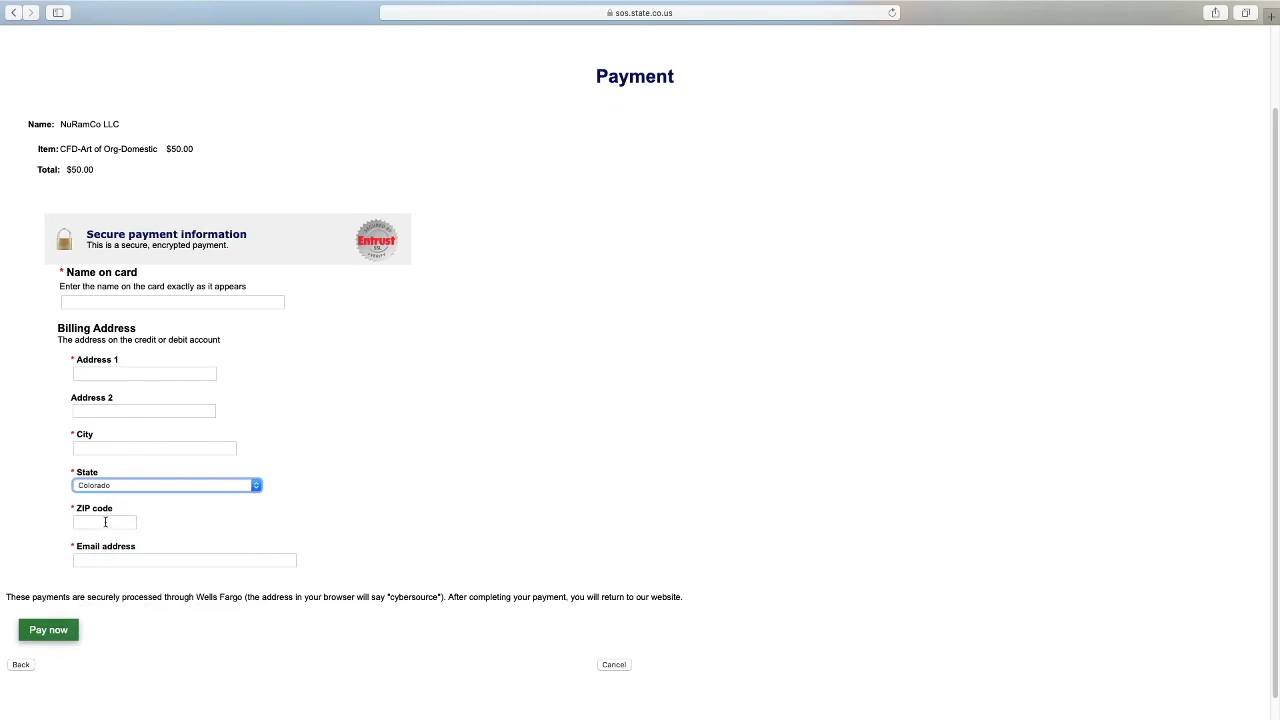 sos.state.co.us
Payment
Name: NuRamCo LLC
Item: CFD-Art of Org-Domestic $50.00
Total: $50.00
Secure payment information
This is a secure, encrypted payment.
SECURED BY
Entrust
SSL
VERIFY
* Name on card
Enter the name on the card exactly as it appears
Billing Address
The address on the credit or debit account
* Address 1
Address 2
* City
* State
Colorado
* ZIP code
* Email address
These payments are securely processed through Wells Fargo (the address in your browser will say "cybersource"). After completing your payment, you will return to our website.
Pay now
Back
Cancel